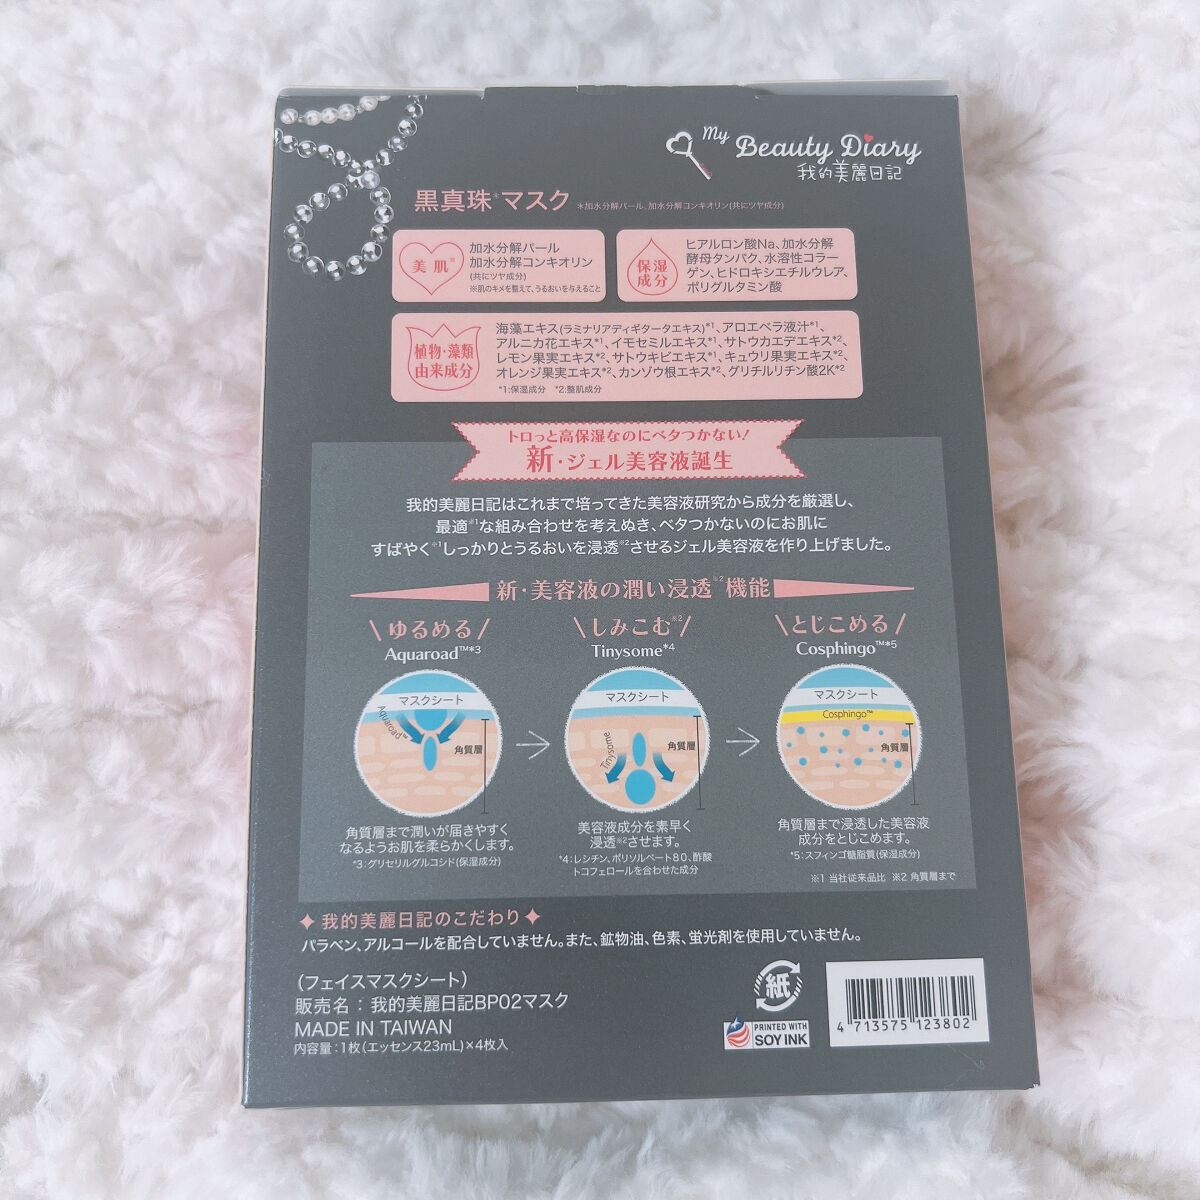 My Beauty Diary
我的美麗日記
黒真珠*マスク *加水分解パール、加水分解コンキオリン(共にツヤ成分)
美肌※
加水分解パール
加水分解コンキオリン
(共にツヤ成分)
※肌のキメを整えて、うるおいを与えること
保湿
成分
ヒアルロン酸Na、加水分解
酵母タンパク、水溶性コラー
ゲン、ヒドロキシエチルウレア、
ポリグルタミン酸
植物・藻類
由来成分
海藻エキス(ラミナリアディギタータエキス)*1、アロエベラ液汁*1、
アルニカ花エキス*1、イモセミルエキス*1、サトウカエデエキス*2、
レモン果実エキス*2、サトウキビエキス*1、キュウリ果実エキス*2、
オレンジ果実エキス*2、カンゾウ根エキス*2、グリチルリチン酸2K*2
*1:保湿成分 *2:整肌成分
トロっと高保湿なのにベタつかない!
新・ジェル美容液誕生
我的美麗日記はこれまで培ってきた美容液研究から成分を厳選し、
最適※1な組み合わせを考えぬき、ベタつかないのにお肌に
すばやく※1しっかりとうるおいを浸透※2させるジェル美容液を作り上げました。
新・美容液の潤い浸透※2機能
\ゆるめる/
Aquaroad™*3
マスクシート
Aquaroad™
角質層
角質層まで潤いが届きやすく
なるようお肌を柔らかくします。
*3:グリセリルグルコシド(保湿成分)
\しみこむ※2/
Tinysome*4
マスクシート
Tinysome
角質層
美容液成分を素早く
浸透※2させます。
*4:レシチン、ポリソルベート80、酢酸
トコフェロールを合わせた成分
\とじこめる/
Cosphingo™*5
マスクシート
Cosphingo™
角質層
角質層まで浸透した美容液
成分をとじこめます。
*5:スフィンゴ糖脂質(保湿成分)
※1 当社従来品比 ※2 角質層まで
✦ 我的美麗日記のこだわり ✦
パラベン、アルコールを配合していません。また、鉱物油、色素、蛍光剤を使用していません。
(フェイスマスクシート)
販売名:我的美麗日記BP02マスク
MADE IN TAIWAN
内容量:1枚(エッセンス23mL)×4枚入
紙
PRINTED WITH
SOY INK
4 713575 123802